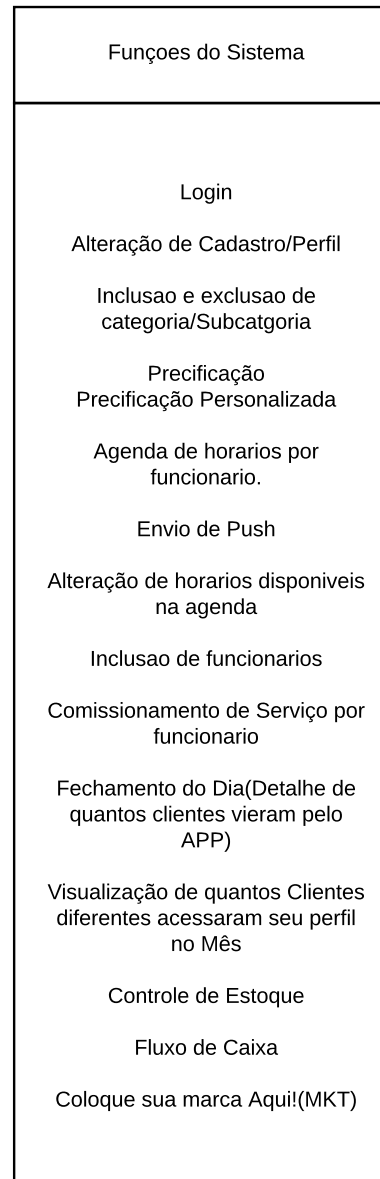 Funçoes do Sistema
Login
Alteração de Cadastro/Perfil
Inclusao e exclusao de
categoria/Subcatgoria
Precificação
Precificação Personalizada
Agenda de horarios por
funcionario.
Envio de Push
Alteração de horarios disponiveis
na agenda
Inclusao de funcionarios
Comissionamento de Serviço por
funcionario
Fechamento do Dia(Detalhe de
quantos clientes vieram pelo
APP)
Visualização de quantos Clientes
diferentes acessaram seu perfil
no Mês
Controle de Estoque
Fluxo de Caixa
Coloque sua marca Aqui!(MKT)